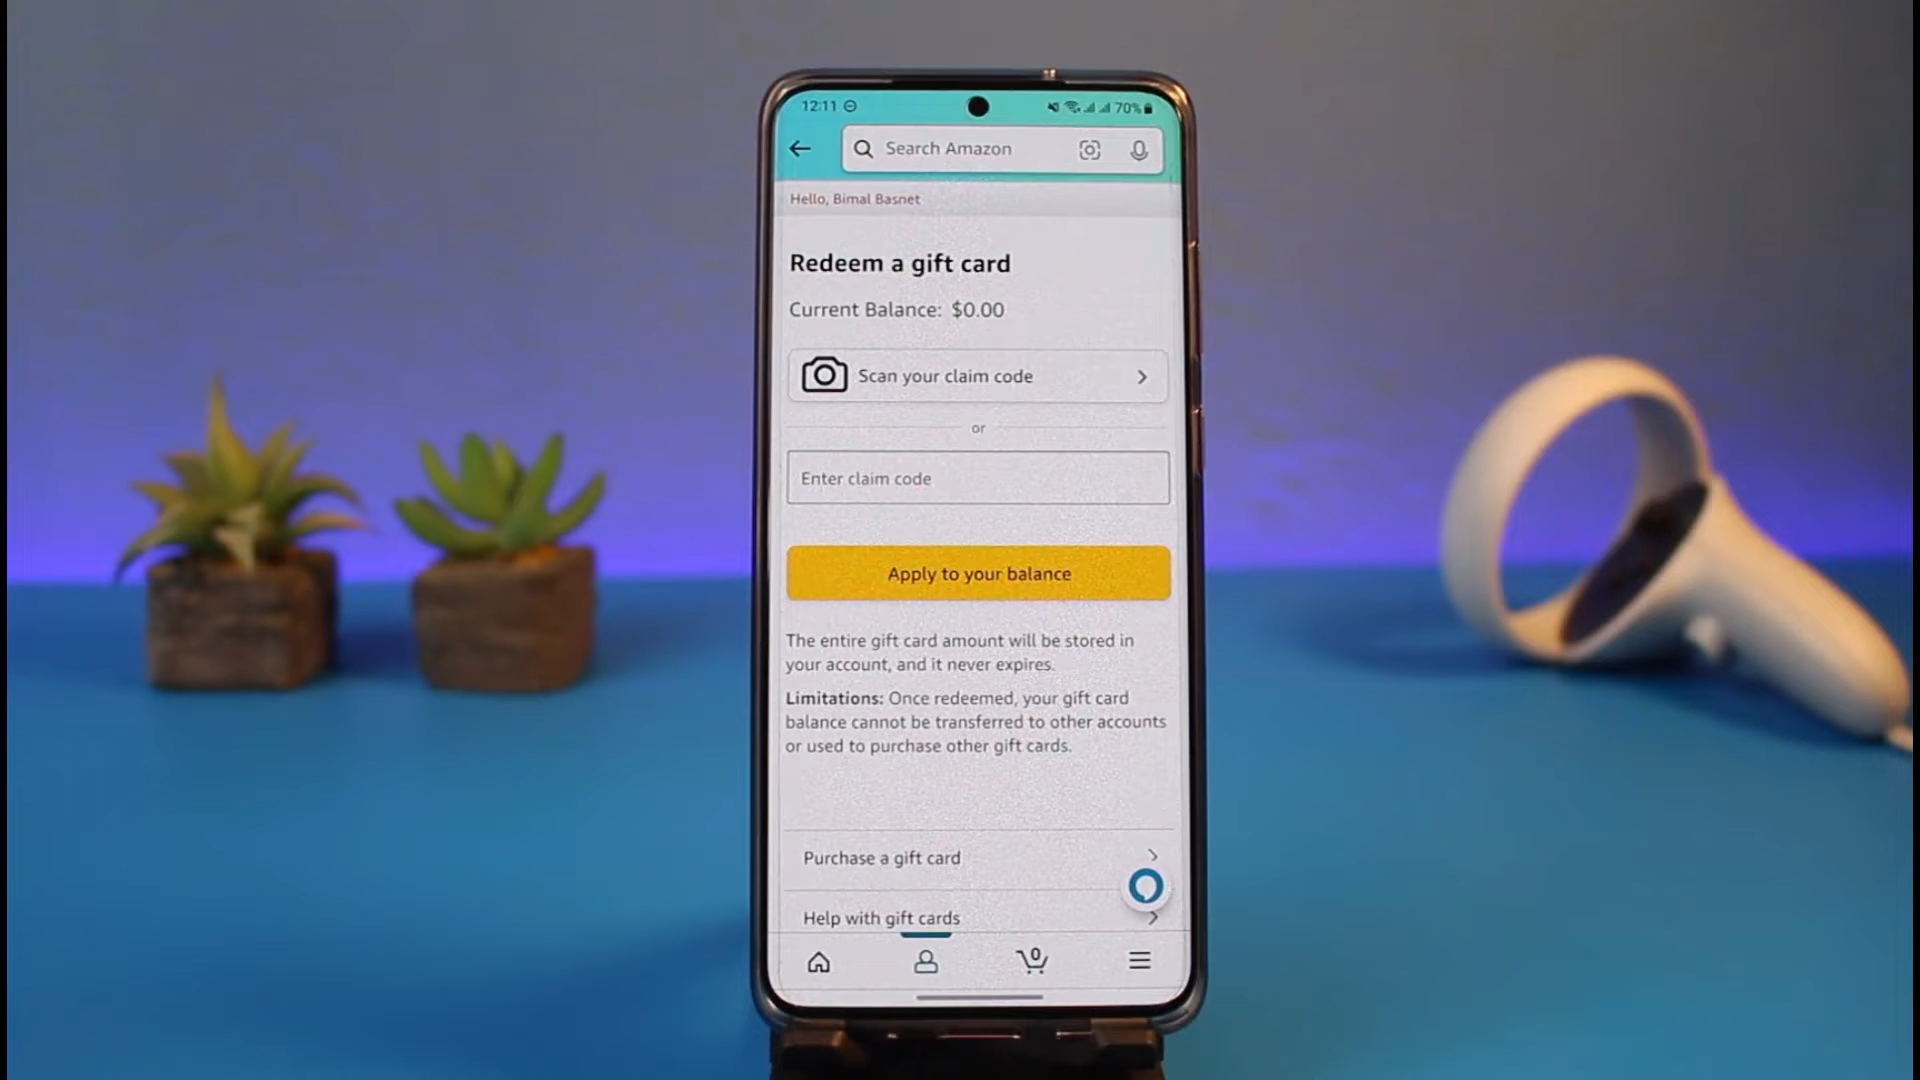 12:11
70%
Search Amazon
Hello, Bimal Basnet
Redeem a gift card
Current Balance: $0.00
Scan your claim code
or
Enter claim code
Apply to your balance
The entire gift card amount will be stored in
your account, and it never expires.
Limitations: Once redeemed, your gift card
balance cannot be transferred to other accounts
or used to purchase other gift cards.
Purchase a gift card
Help with gift cards
0